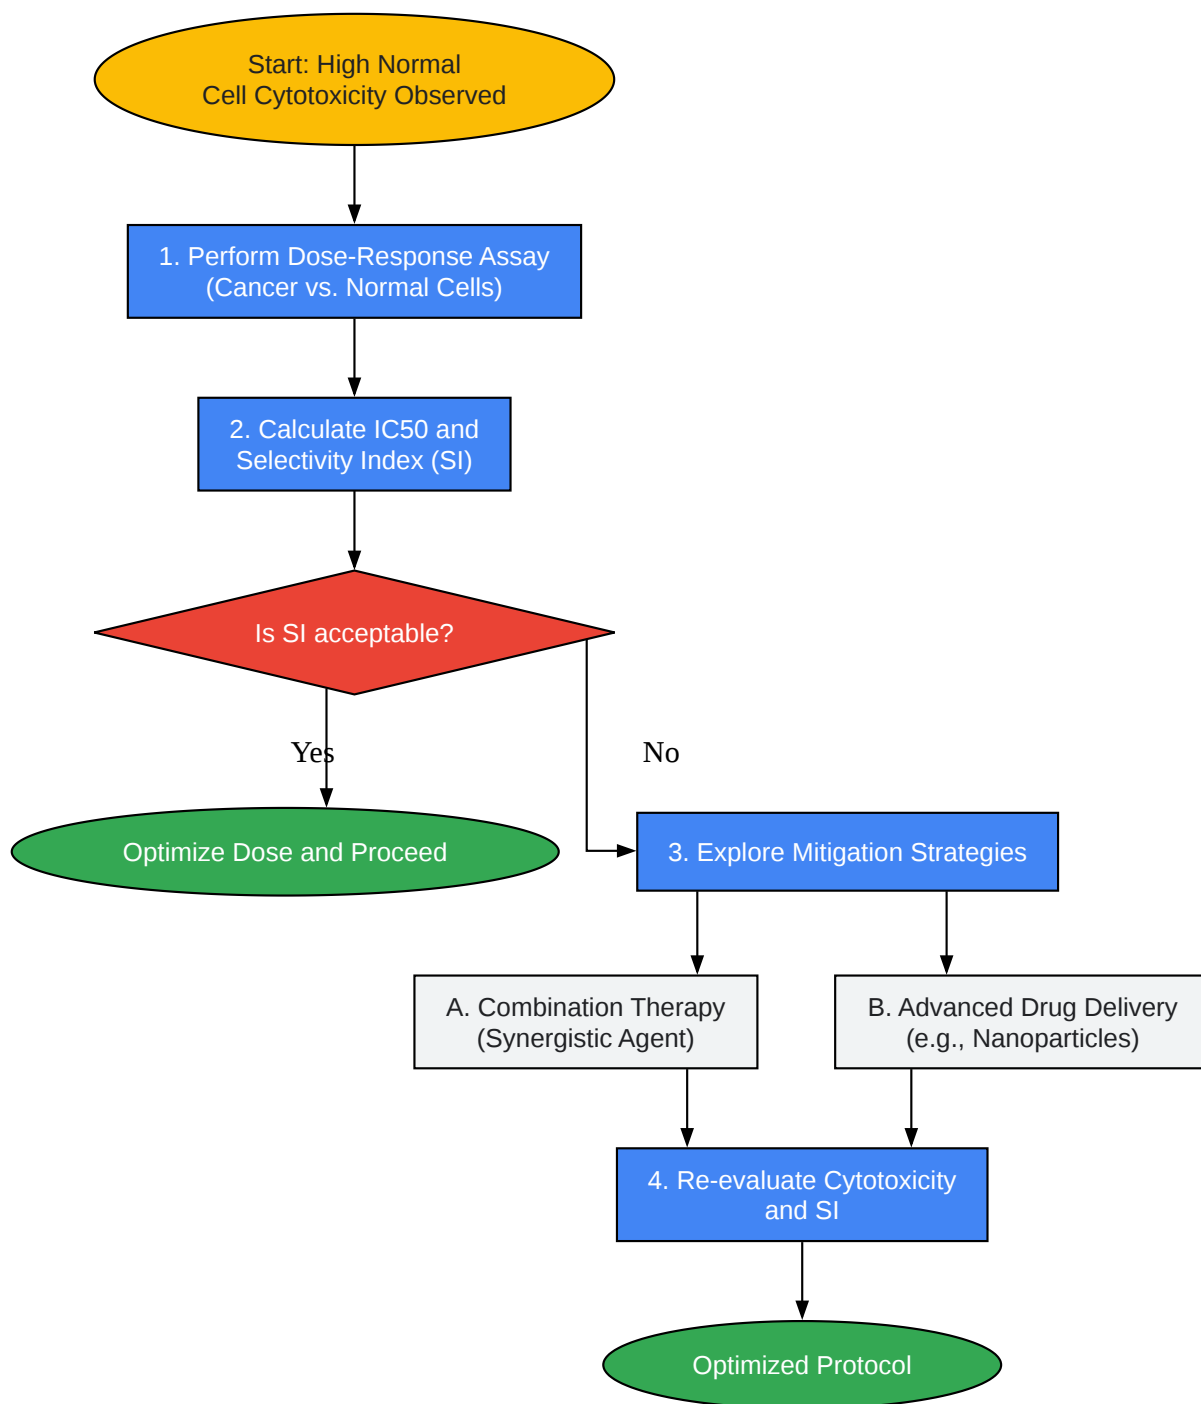 Start: High Normal
Cell Cytotoxicity Observed
1. Perform Dose-Response Assay
(Cancer vs. Normal Cells)
2. Calculate IC50 and
Selectivity Index (SI)
Is SI acceptable?
Yes
No
Optimize Dose and Proceed
3. Explore Mitigation Strategies
A. Combination Therapy
(Synergistic Agent)
B. Advanced Drug Delivery
(e.g., Nanoparticles)
4. Re-evaluate Cytotoxicity
and SI
Optimized Protocol